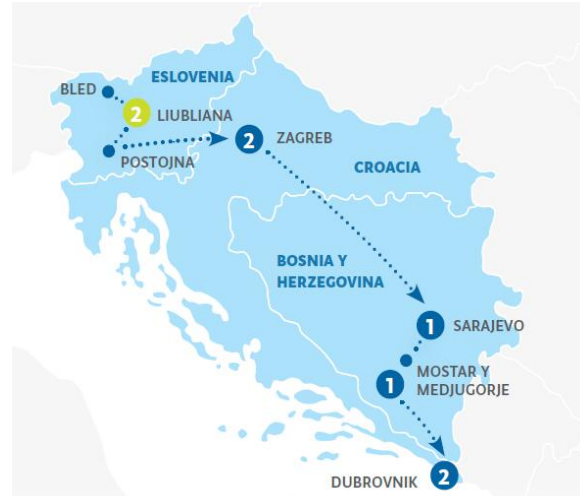 BLED
ESLOVENIA
2
LIUBLIANA
POSTOJNA
2
ZAGREB
CROACIA
BOSNIA Y
HERZEGOVINA
1
SARAJEVO
1
MOSTAR Y
MEDJUGORJE
DUBROVNIK
2